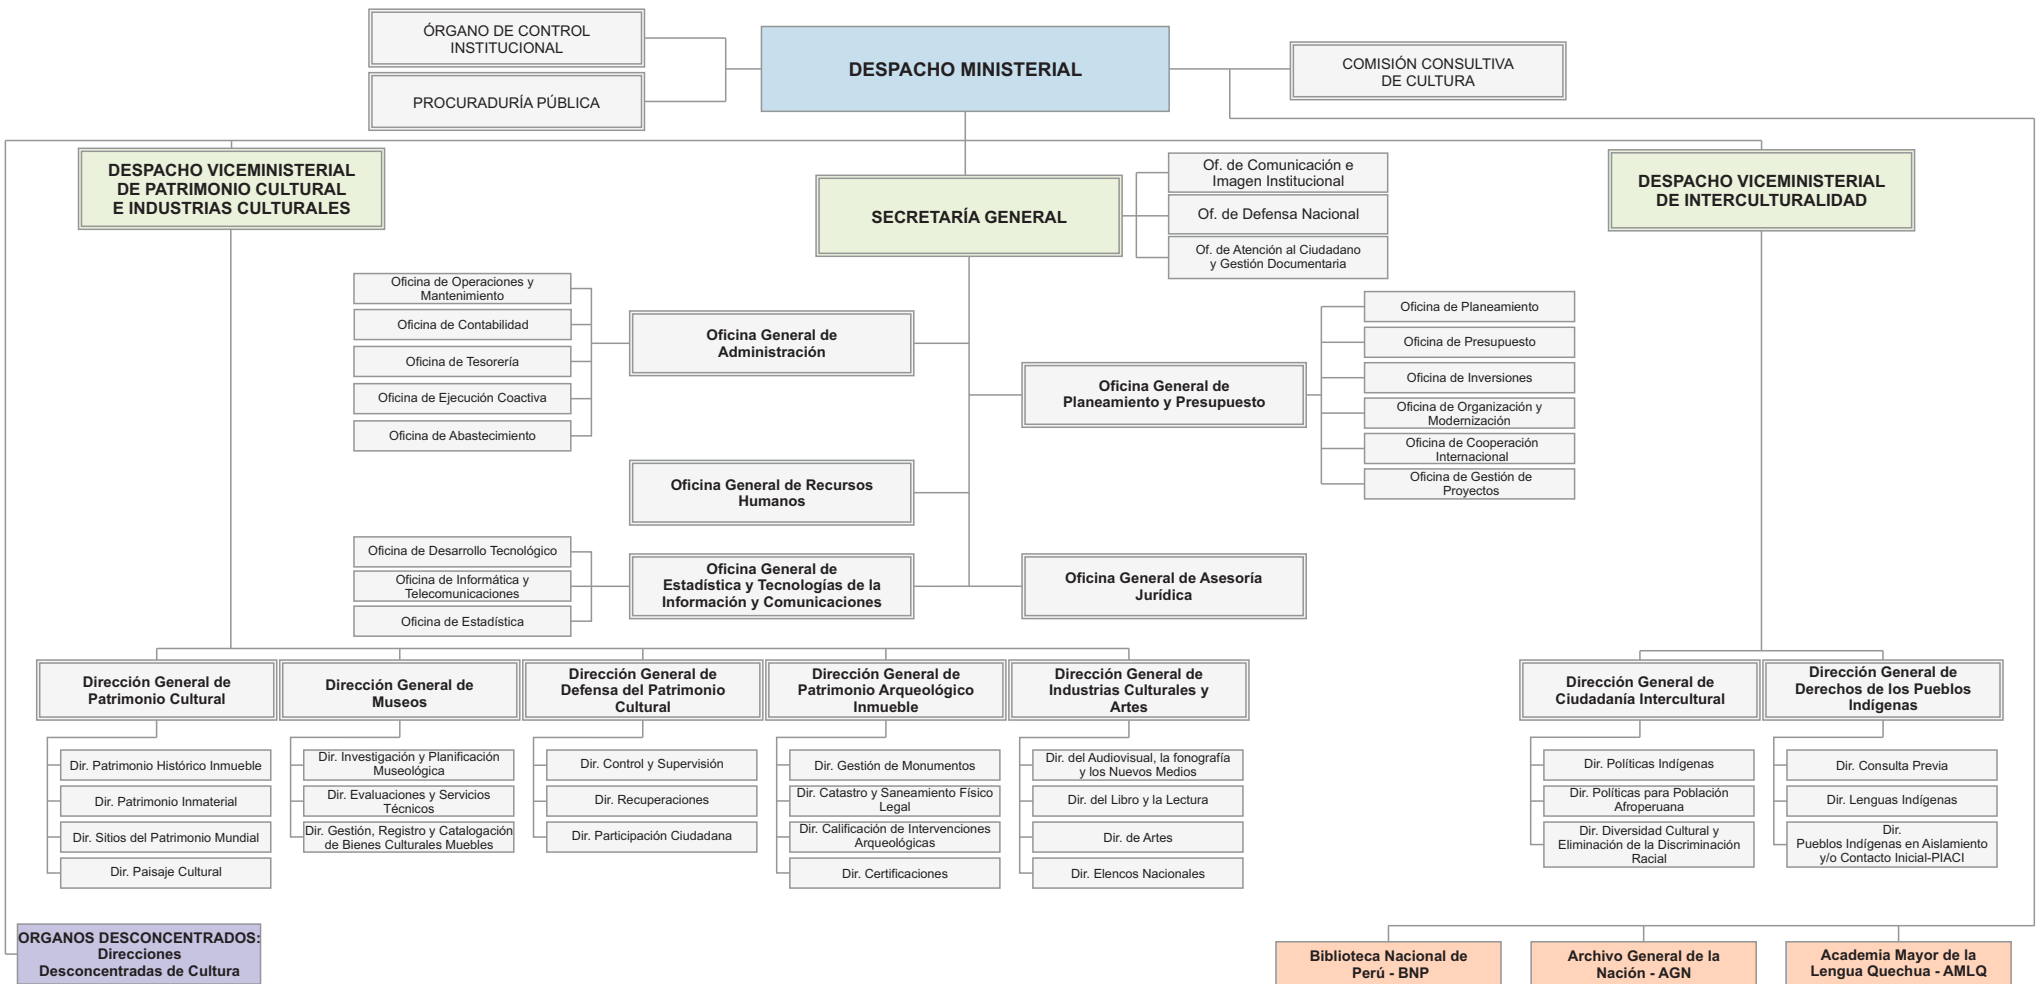 ÓRGANO DE CONTROL
INSTITUCIONAL
PROCURADURÍA PÚBLICA
DESPACHO MINISTERIAL
COMISIÓN CONSULTIVA
DE CULTURA
DESPACHO VICEMINISTERIAL
DE PATRIMONIO CULTURAL
E INDUSTRIAS CULTURALES
SECRETARÍA GENERAL
Of. de Comunicación e
Imagen Institucional
Of. de Defensa Nacional
Of. de Atención al Ciudadano
y Gestión Documentaria
DESPACHO VICEMINISTERIAL
DE INTERCULTURALIDAD
Oficina de Operaciones y
Mantenimiento
Oficina de Contabilidad
Oficina de Tesorería
Oficina de Ejecución Coactiva
Oficina de Abastecimiento
Oficina General de
Administración
Oficina General de
Planeamiento y Presupuesto
Oficina de Planeamiento
Oficina de Presupuesto
Oficina de Inversiones
Oficina de Organización y
Modernización
Oficina de Cooperación
Internacional
Oficina de Gestión de
Proyectos
Oficina General de Recursos
Humanos
Oficina de Desarrollo Tecnológico
Oficina de Informática y
Telecomunicaciones
Oficina de Estadística
Oficina General de
Estadística y Tecnologías de la
Información y Comunicaciones
Oficina General de Asesoría
Jurídica
Dirección General de
Patrimonio Cultural
Dir. Patrimonio Histórico Inmueble
Dir. Patrimonio Inmaterial
Dir. Sitios del Patrimonio Mundial
Dir. Paisaje Cultural
Dirección General de
Museos
Dir. Investigación y Planificación
Museológica
Dir. Evaluaciones y Servicios
Técnicos
Dir. Gestión, Registro y Catalogación
de Bienes Culturales Muebles
Dirección General de
Defensa del Patrimonio
Cultural
Dir. Control y Supervisión
Dir. Recuperaciones
Dir. Participación Ciudadana
Dirección General de
Patrimonio Arqueológico
Inmueble
Dir. Gestión de Monumentos
Dir. Catastro y Saneamiento Físico
Legal
Dir. Calificación de Intervenciones
Arqueológicas
Dir. Certificaciones
Dirección General de
Industrias Culturales y
Artes
Dir. del Audiovisual, la fonografía
y los Nuevos Medios
Dir. del Libro y la Lectura
Dir. de Artes
Dir. Elencos Nacionales
Dirección General de
Ciudadanía Intercultural
Dir. Políticas Indígenas
Dir. Políticas para Población
Afroperuana
Dir. Diversidad Cultural y
Eliminación de la Discriminación
Racial
Dirección General de
Derechos de los Pueblos
Indígenas
Dir. Consulta Previa
Dir. Lenguas Indígenas
Dir.
Pueblos Indígenas en Aislamiento
y/o Contacto Inicial-PIACI
ORGANOS DESCONCENTRADOS:
Direcciones
Desconcentradas de Cultura
Biblioteca Nacional de
Perú - BNP
Archivo General de la
Nación - AGN
Academia Mayor de la
Lengua Quechua - AMLQ